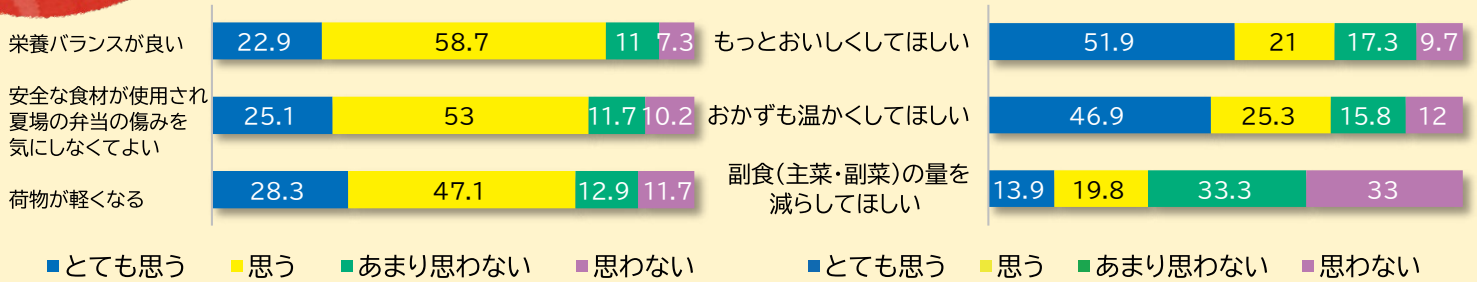 栄養バランスが良い
22.9 58.7 11 7.3
安全な食材が使用され
夏場の弁当の傷みを
気にしなくてよい
25.1 53 11.7 10.2
荷物が軽くなる
28.3 47.1 12.9 11.7
■とても思う ■思う ■あまり思わない ■思わない
もっとおいしくしてほしい
51.9 21 17.3 9.7
おかずも温かくしてほしい
46.9 25.3 15.8 12
副食(主菜・副菜)の量を
減らしてほしい
13.9 19.8 33.3 33
■とても思う ■思う ■あまり思わない ■思わない